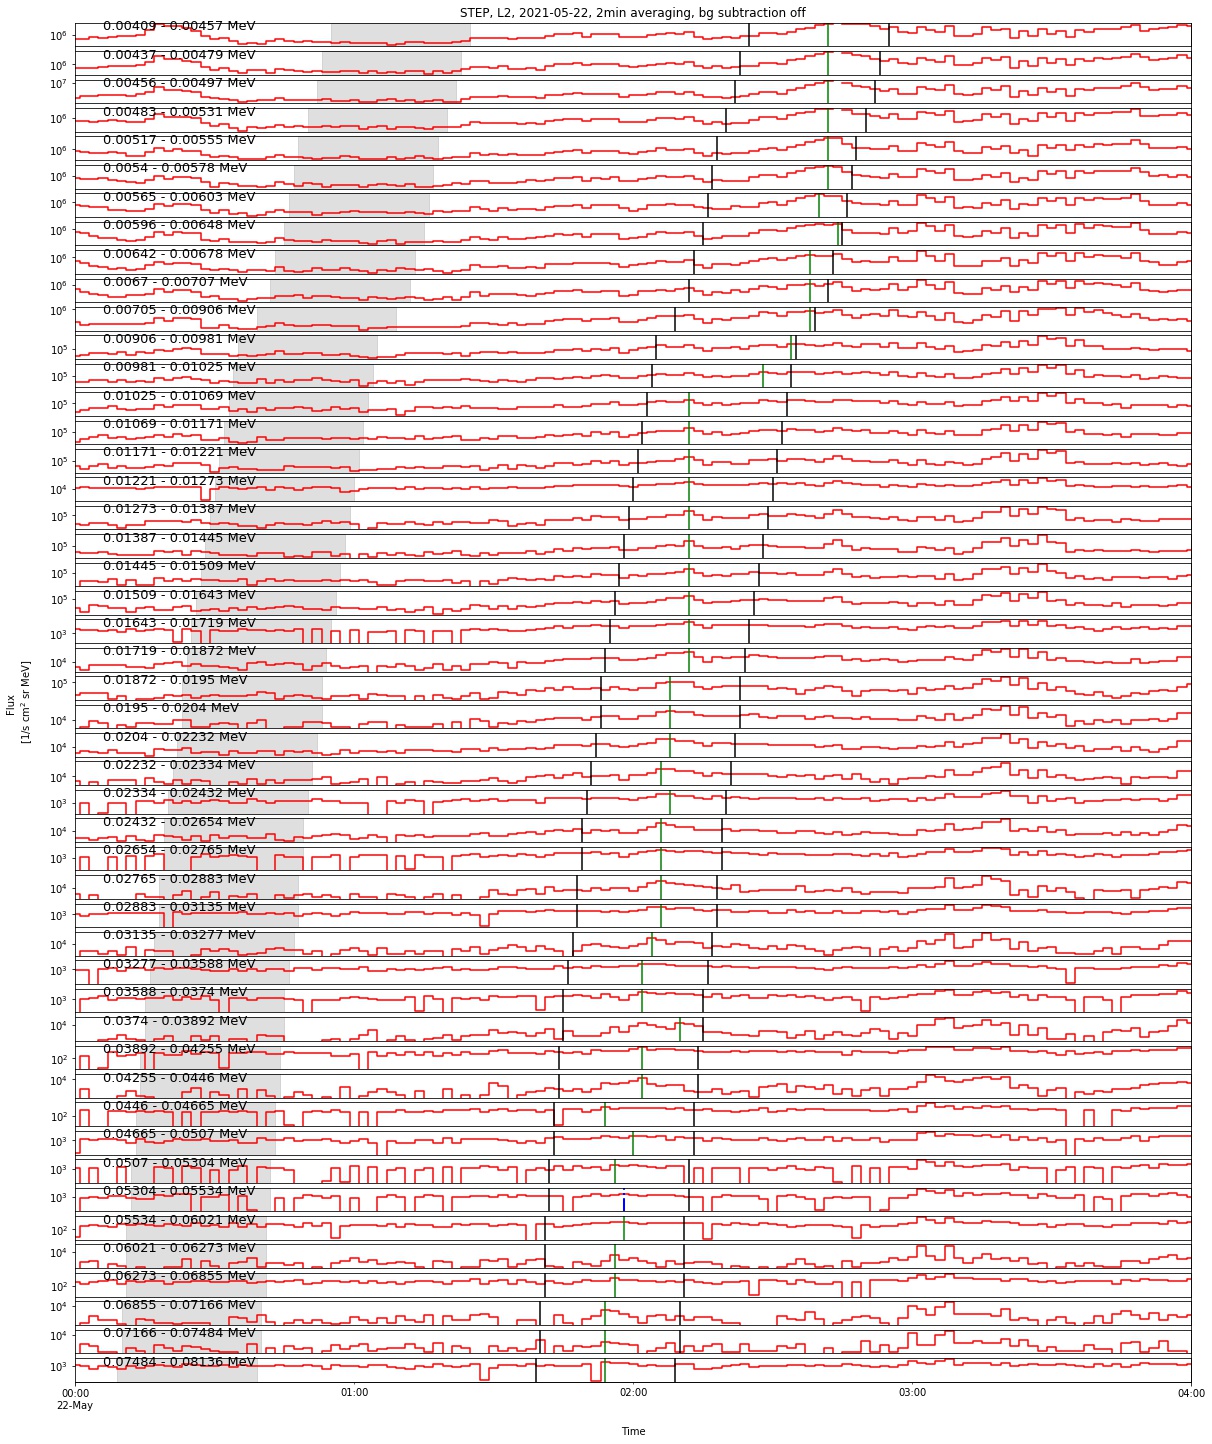 STEP, L2, 2021-05-22, 2min averaging, bg subtraction off
0.00409 - 0.00457 MeV
10⁶
0.00437 - 0.00479 MeV
10⁶
0.00456 - 0.00497 MeV
10⁷
0.00483 - 0.00531 MeV
10⁶
0.00517 - 0.00555 MeV
10⁶
0.0054 - 0.00578 MeV
10⁶
0.00565 - 0.00603 MeV
10⁶
0.00596 - 0.00648 MeV
10⁶
0.00642 - 0.00678 MeV
10⁶
0.0067 - 0.00707 MeV
10⁶
0.00705 - 0.00906 MeV
10⁶
0.00906 - 0.00981 MeV
10⁵
0.00981 - 0.01025 MeV
10⁵
0.01025 - 0.01069 MeV
10⁵
0.01069 - 0.01171 MeV
10⁵
0.01171 - 0.01221 MeV
10⁵
0.01221 - 0.01273 MeV
10⁴
0.01273 - 0.01387 MeV
10⁵
0.01387 - 0.01445 MeV
10⁵
0.01445 - 0.01509 MeV
10⁵
0.01509 - 0.01643 MeV
10⁵
0.01643 - 0.01719 MeV
10³
0.01719 - 0.01872 MeV
10⁴
0.01872 - 0.0195 MeV
10⁵
0.0195 - 0.0204 MeV
10⁴
0.0204 - 0.02232 MeV
10⁴
0.02232 - 0.02334 MeV
10⁴
0.02334 - 0.02432 MeV
10³
0.02432 - 0.02654 MeV
10⁴
0.02654 - 0.02765 MeV
10³
0.02765 - 0.02883 MeV
10⁴
0.02883 - 0.03135 MeV
10³
0.03135 - 0.03277 MeV
10⁴
0.03277 - 0.03588 MeV
10³
0.03588 - 0.0374 MeV
10³
0.0374 - 0.03892 MeV
10⁴
0.03892 - 0.04255 MeV
10²
0.04255 - 0.0446 MeV
10⁴
0.0446 - 0.04665 MeV
10²
0.04665 - 0.0507 MeV
10³
0.0507 - 0.05304 MeV
10³
0.05304 - 0.05534 MeV
10³
0.05534 - 0.06021 MeV
10²
0.06021 - 0.06273 MeV
10⁴
0.06273 - 0.06855 MeV
10²
0.06855 - 0.07166 MeV
10⁴
0.07166 - 0.07484 MeV
10⁴
0.07484 - 0.08136 MeV
10³
Flux
[1/s cm² sr MeV]
00:00 01:00 02:00 03:00 04:00
22-May
Time